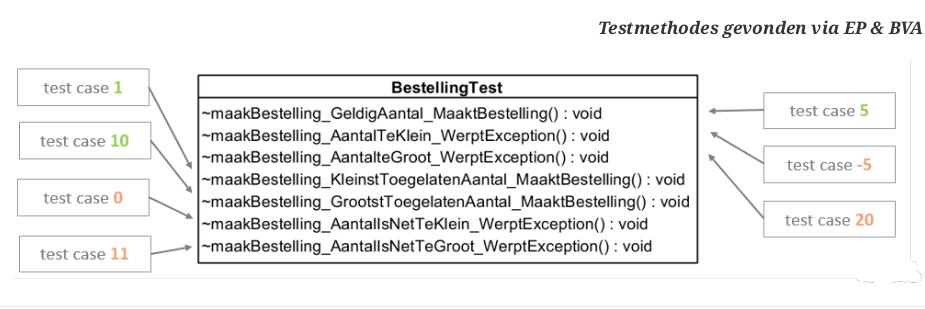 Testmethodes gevonden via EP & BVA
test case 1
test case 10
test case 0
test case 11
BestellingTest
~maakBestelling_GeldigAantal_MaaktBestelling() : void
~maakBestelling_AantalTeKlein_WerptException() : void
~maakBestelling_AantalteGroot_WerptException() : void
~maakBestelling_KleinstToegelatenAantal_MaaktBestelling() : void
~maakBestelling_GrootstToegelatenAantal_MaaktBestelling() : void
~maakBestelling_AantalIsNetTeKlein_WerptException() : void
~maakBestelling_AantalIsNetTeGroot_WerptException() : void
test case 5
test case -5
test case 20